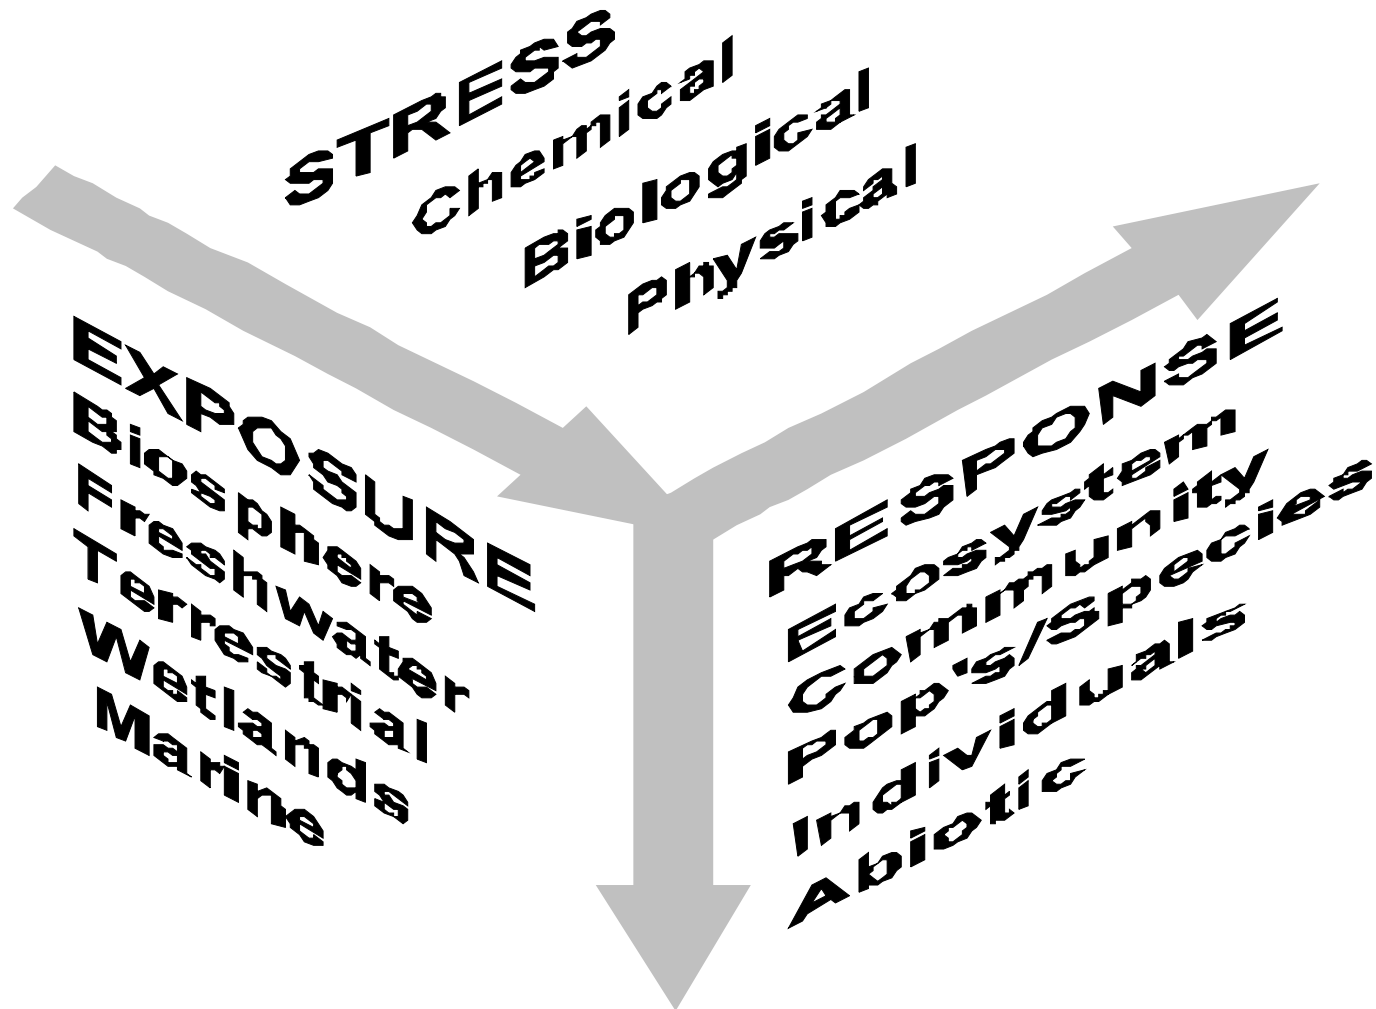 STRESS
Chemical
Biological
Physical
EXPOSURE
Biosphere
Freshwater
Terrestrial
Wetlands
Marine
RESPONSE
Ecosystem
Community
Pop's/Species
Individuals
Abiotic